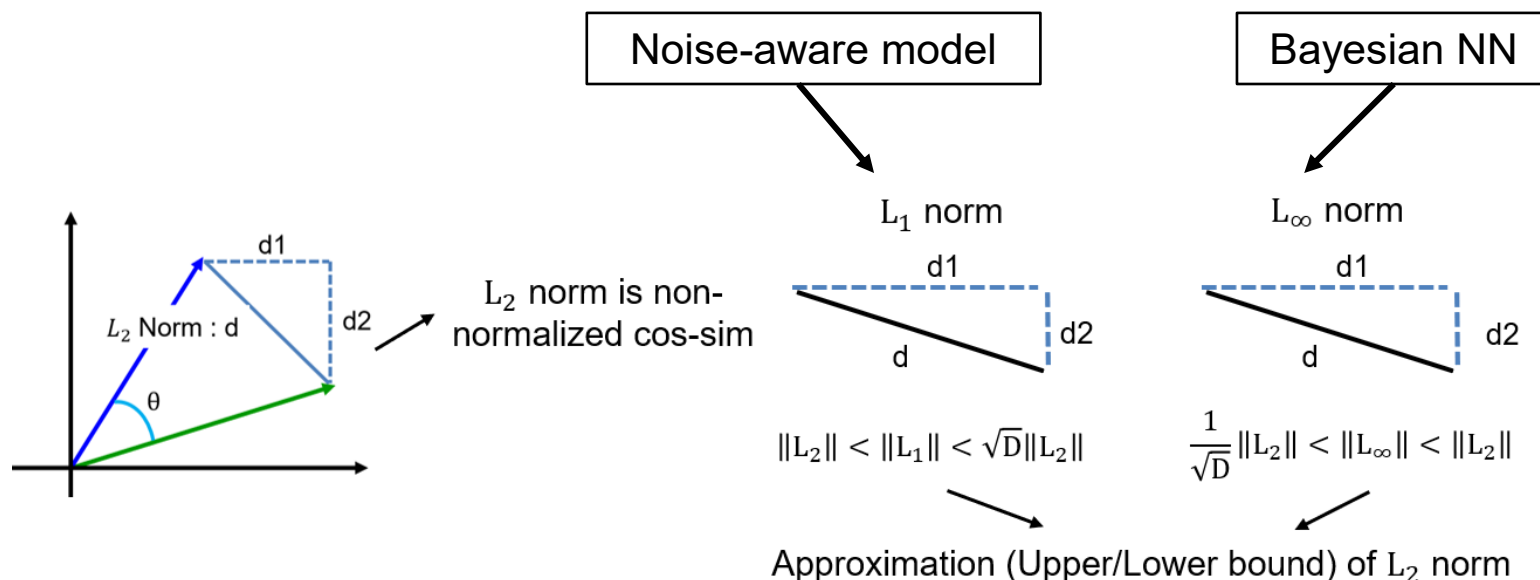 Noise-aware model
Bayesian NN
L₁ norm
L∞ norm
d1
d2
L₂ Norm : d
θ
L₂ norm is non-
normalized cos-sim
d1
d2
d
d1
d2
d
‖L₂‖ < ‖L₁‖ < √D‖L₂‖
1/√D ‖L₂‖ < ‖L∞‖ < ‖L₂‖
Approximation (Upper/Lower bound) of L₂ norm